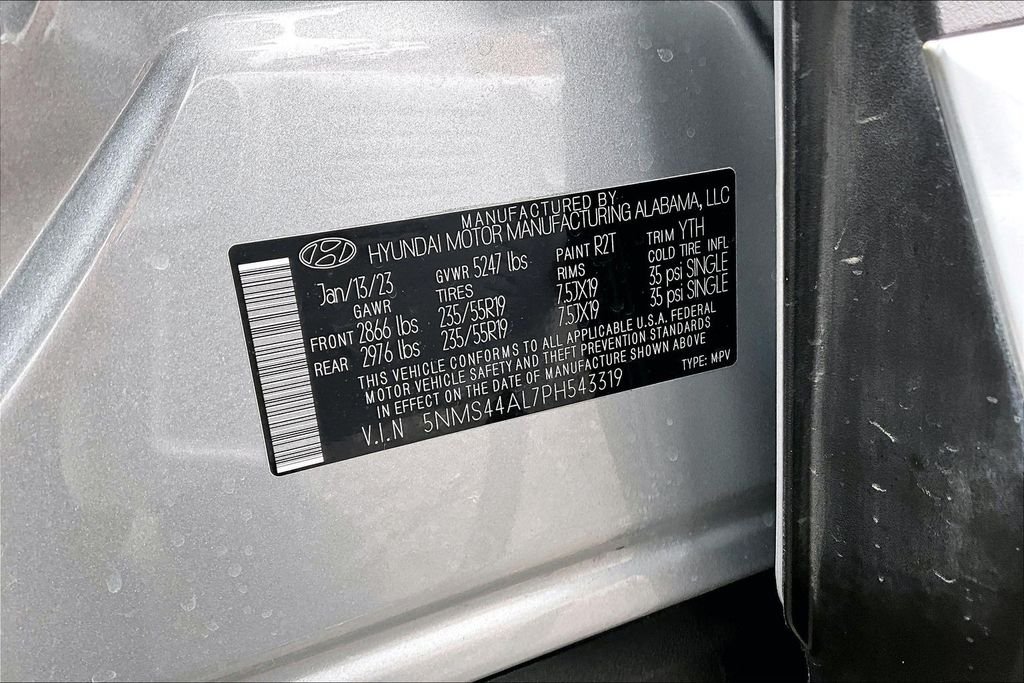 MANUFACTURED BY
HYUNDAI MOTOR MANUFACTURING ALABAMA, LLC
Jan/13/23 GVWR 5247 lbs PAINT R2T TRIM YTH
GAWR TIRES RIMS COLD TIRE INFL
FRONT 2866 lbs 235/55R19 7.5JX19 35 psi SINGLE
REAR 2976 lbs 235/55R19 7.5JX19 35 psi SINGLE
THIS VEHICLE CONFORMS TO ALL APPLICABLE U.S.A. FEDERAL
MOTOR VEHICLE SAFETY AND THEFT PREVENTION STANDARDS
IN EFFECT ON THE DATE OF MANUFACTURE SHOWN ABOVE
V.I.N 5NMS44AL7PH543319 TYPE: MPV